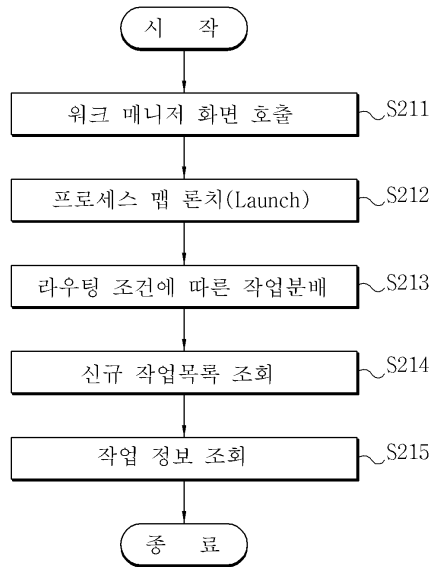 시 작
워크 매니저 화면 호출 S211
프로세스 맵 론치(Launch) S212
라우팅 조건에 따른 작업분배 S213
신규 작업목록 조회 S214
작업 정보 조회 S215
종 료